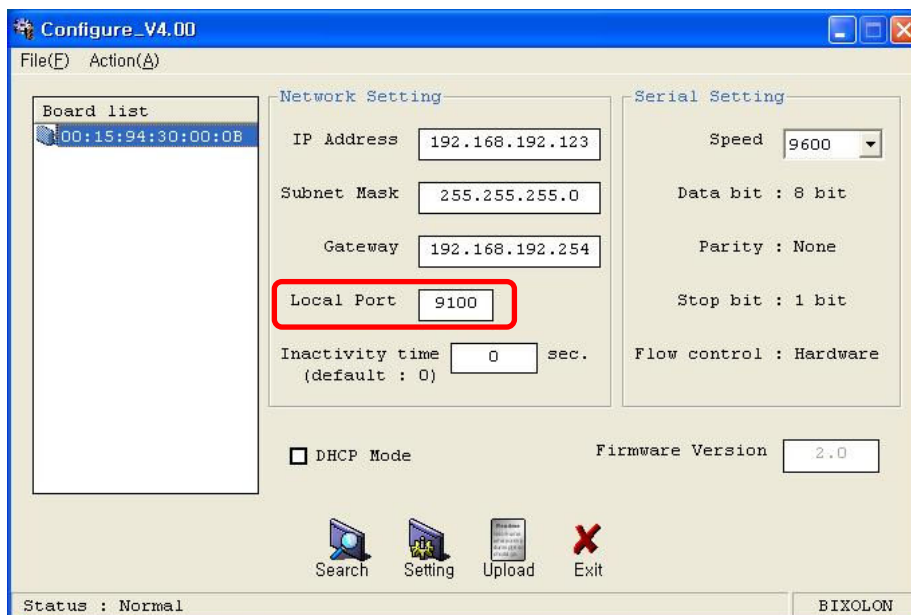 Configure_V4.00
File(F) Action(A)
Board list
00:15:94:30:00:0B
Network Setting
IP Address 192.168.192.123
Subnet Mask 255.255.255.0
Gateway 192.168.192.254
Local Port 9100
Inactivity time 0 sec.
(default : 0)
Serial Setting
Speed 9600
Data bit : 8 bit
Parity : None
Stop bit : 1 bit
Flow control : Hardware
DHCP Mode
Firmware Version 2.0
Search Setting Upload Exit
Status : Normal BIXOLON